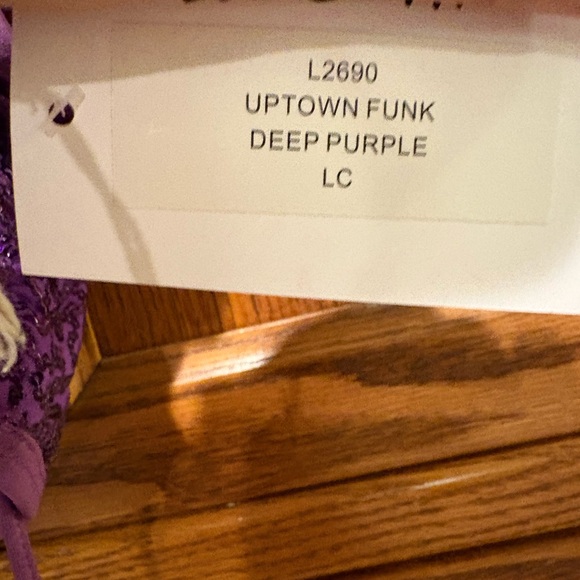 L2690
UPTOWN FUNK
DEEP PURPLE
LC